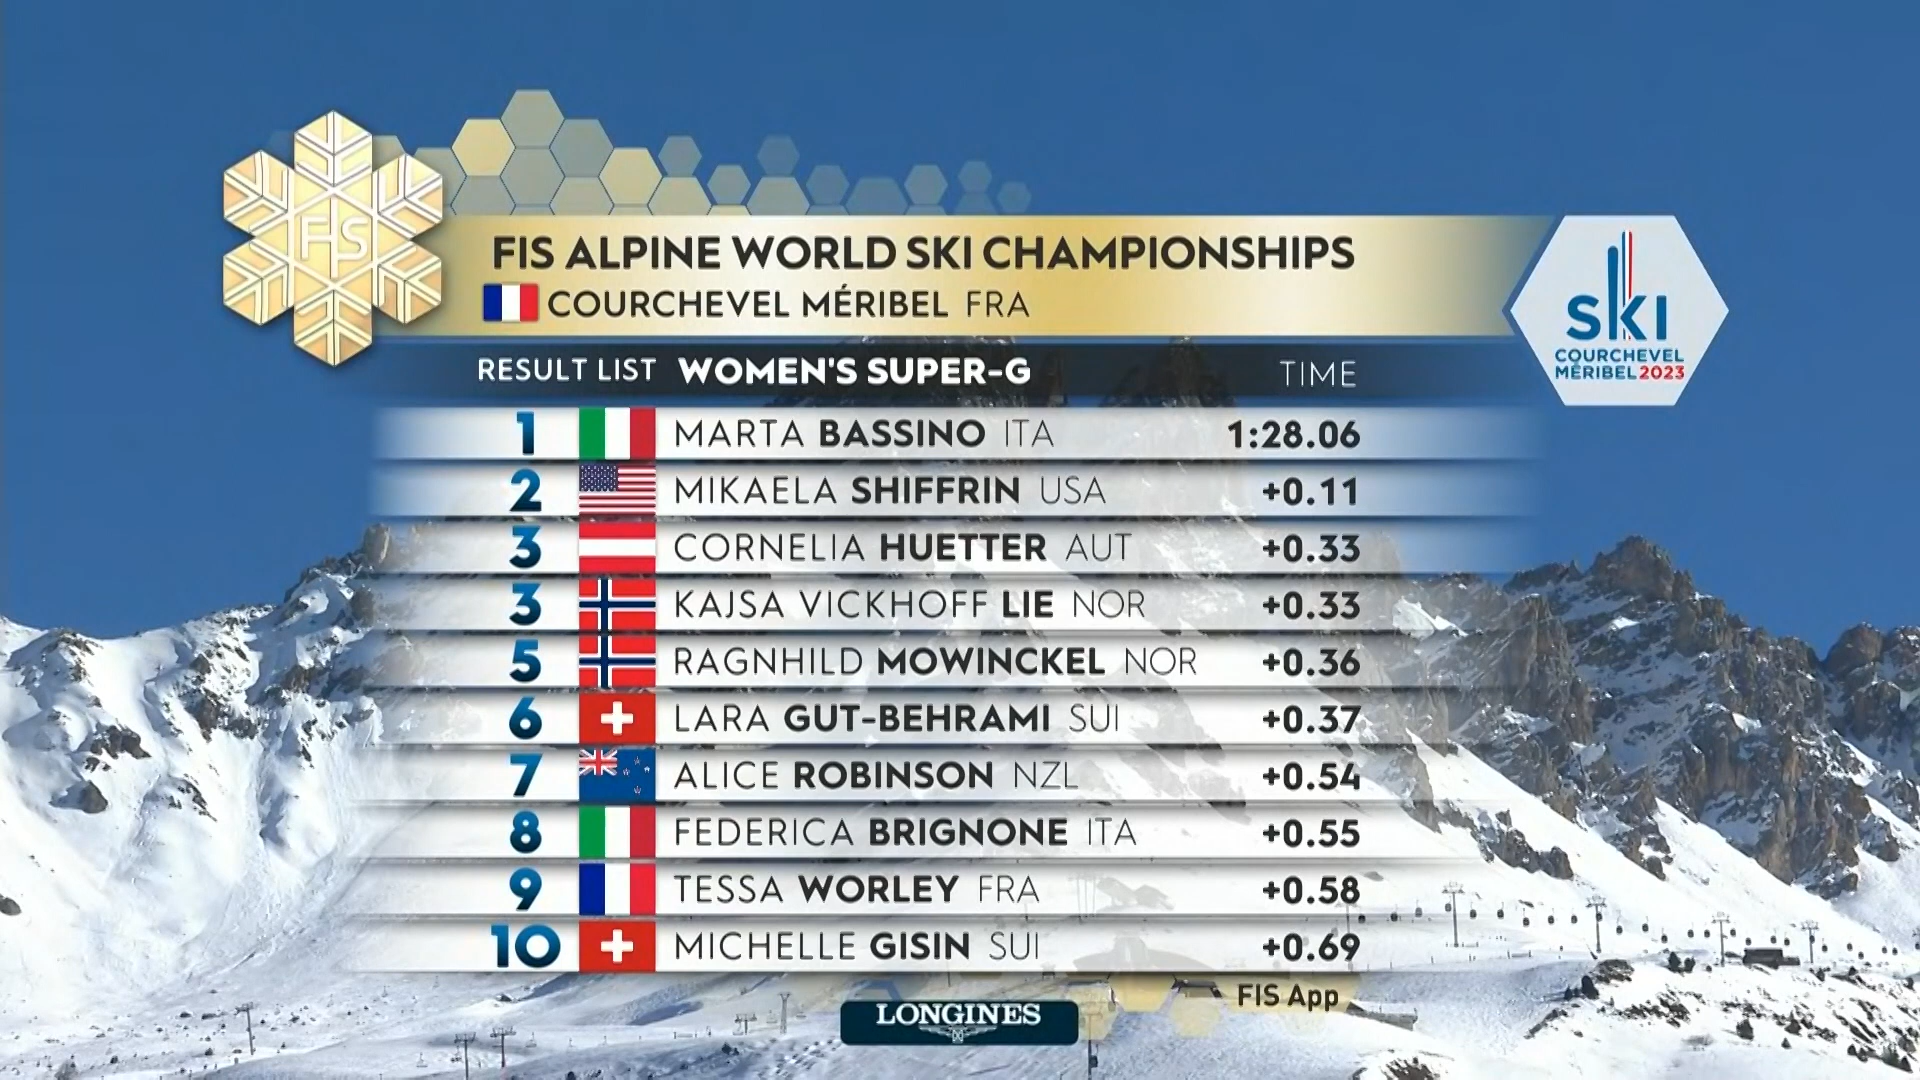 FIS
FIS ALPINE WORLD SKI CHAMPIONSHIPS
COURCHEVEL MÉRIBEL FRA
SKI
COURCHEVEL
MÉRIBEL 2023
RESULT LIST WOMEN'S SUPER-G TIME
1 MARTA BASSINO ITA 1:28.06
2 MIKAELA SHIFFRIN USA +0.11
3 CORNELIA HUETTER AUT +0.33
3 KAJSA VICKHOFF LIE NOR +0.33
5 RAGNHILD MOWINCKEL NOR +0.36
6 LARA GUT-BEHRAMI SUI +0.37
7 ALICE ROBINSON NZL +0.54
8 FEDERICA BRIGNONE ITA +0.55
9 TESSA WORLEY FRA +0.58
10 MICHELLE GISIN SUI +0.69
FIS App
LONGINES